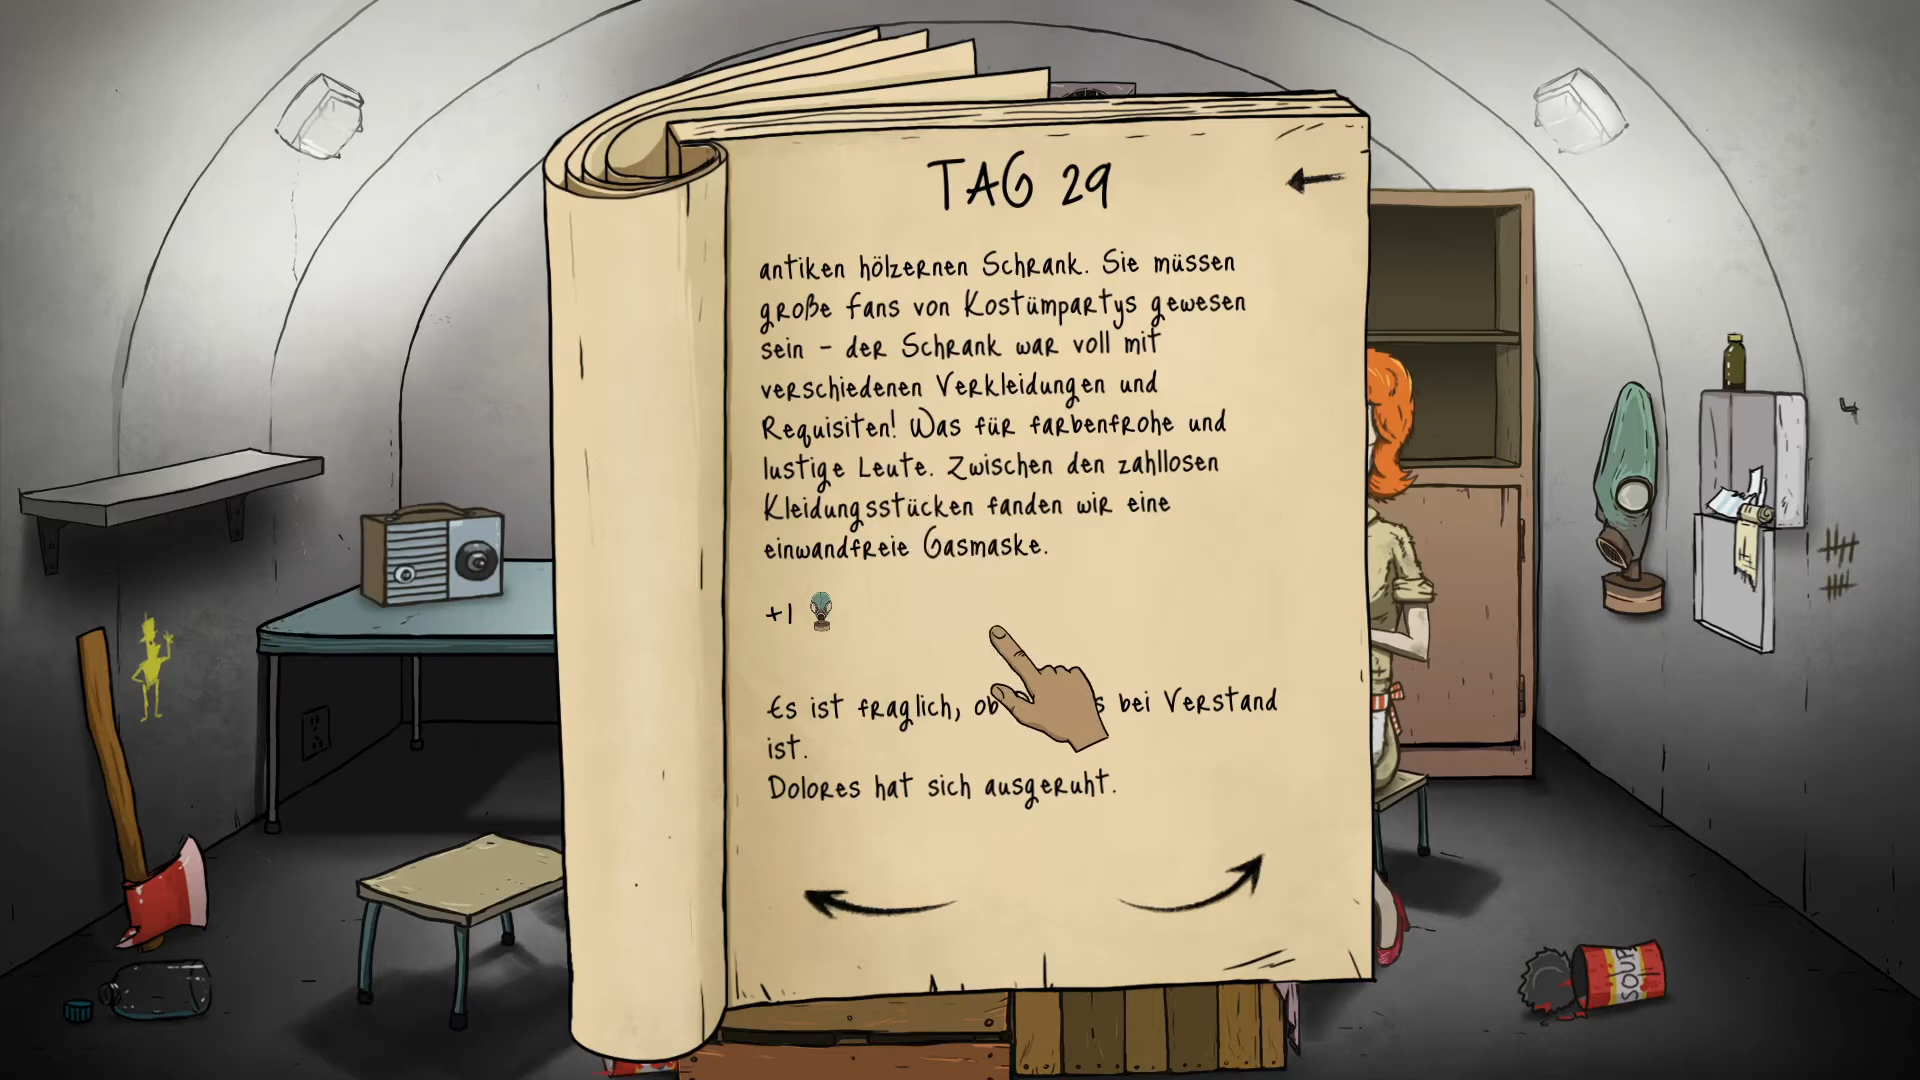 TAG 29
antiken hölzernen Schrank. Sie müssen
große Fans von Kostümpartys gewesen
sein - der Schrank war voll mit
verschiedenen Verkleidungen und
Requisiten! Was für farbenfrohe und
lustige Leute. Zwischen den zahllosen
Kleidungsstücken fanden wir eine
einwandfreie Gasmaske.
+1
Es ist fraglich, ob bei Verstand
ist.
Dolores hat sich ausgeruht.
SOUP